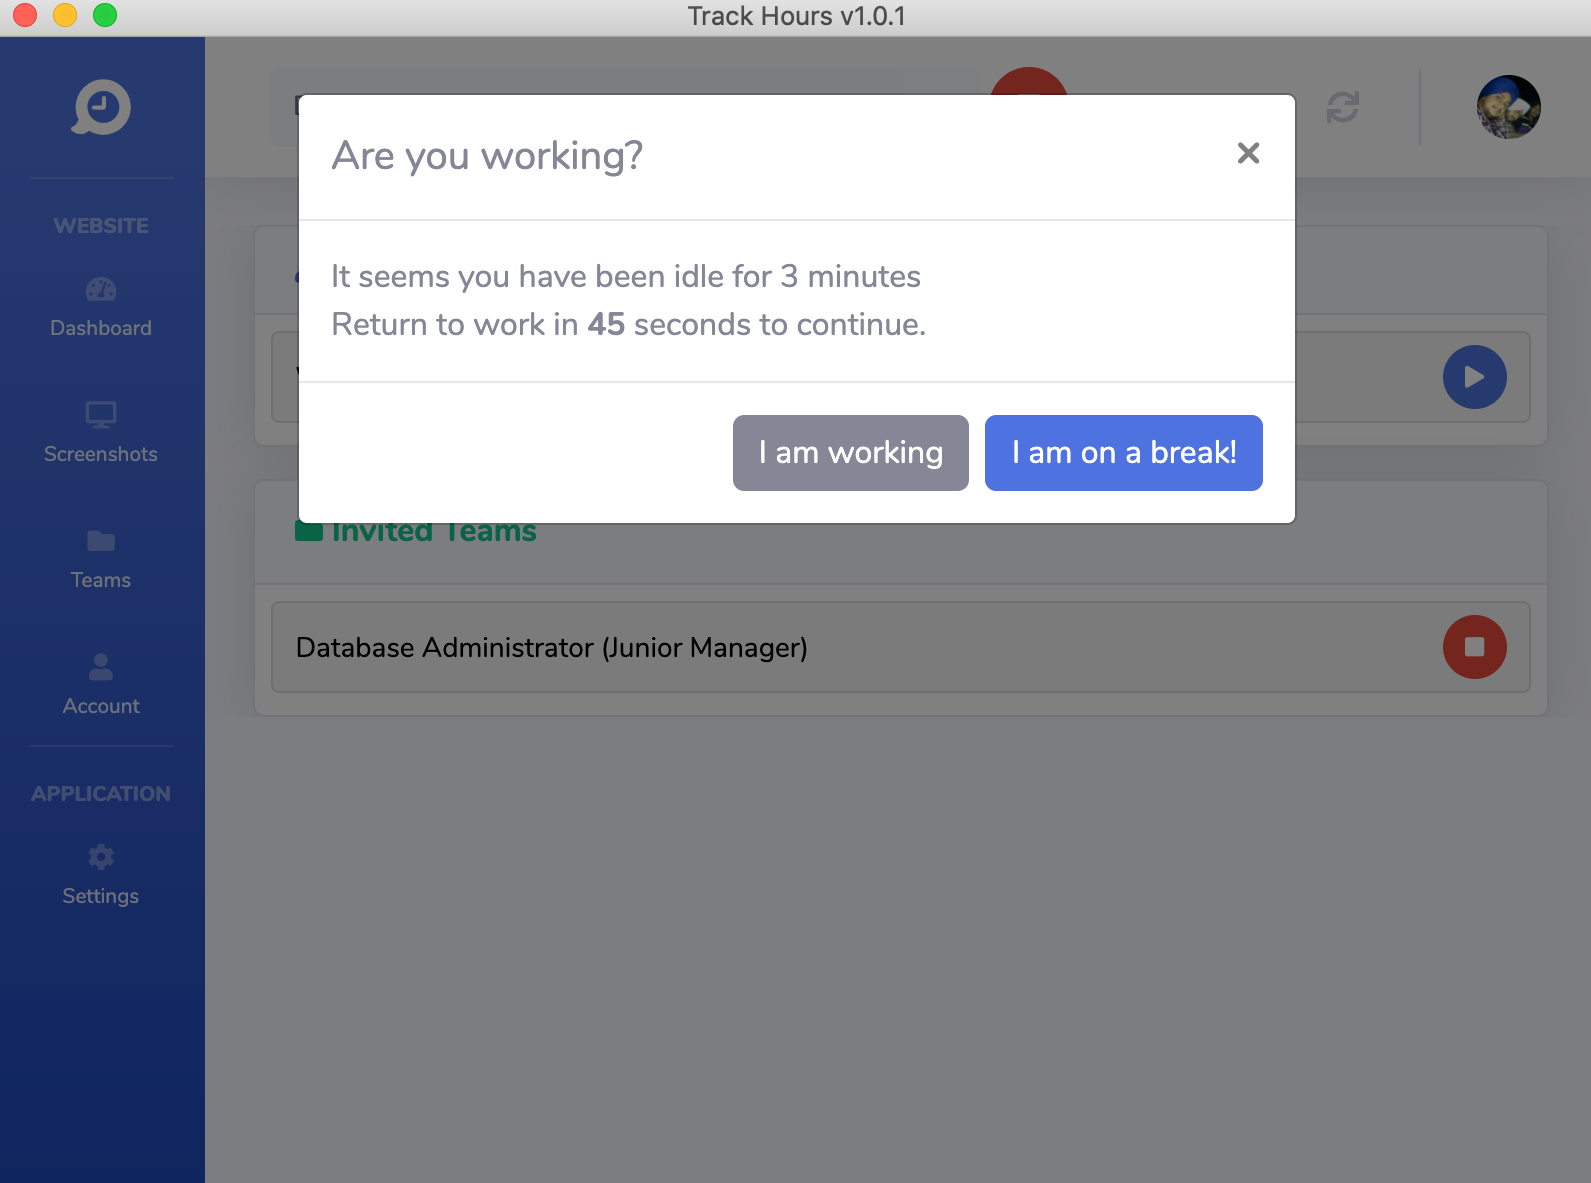 Track Hours v1.0.1
WEBSITE
Dashboard
Screenshots
Teams
Account
APPLICATION
Settings
Are you working?
It seems you have been idle for 3 minutes
Return to work in 45 seconds to continue.
I am working
I am on a break!
Invited Teams
Database Administrator (Junior Manager)